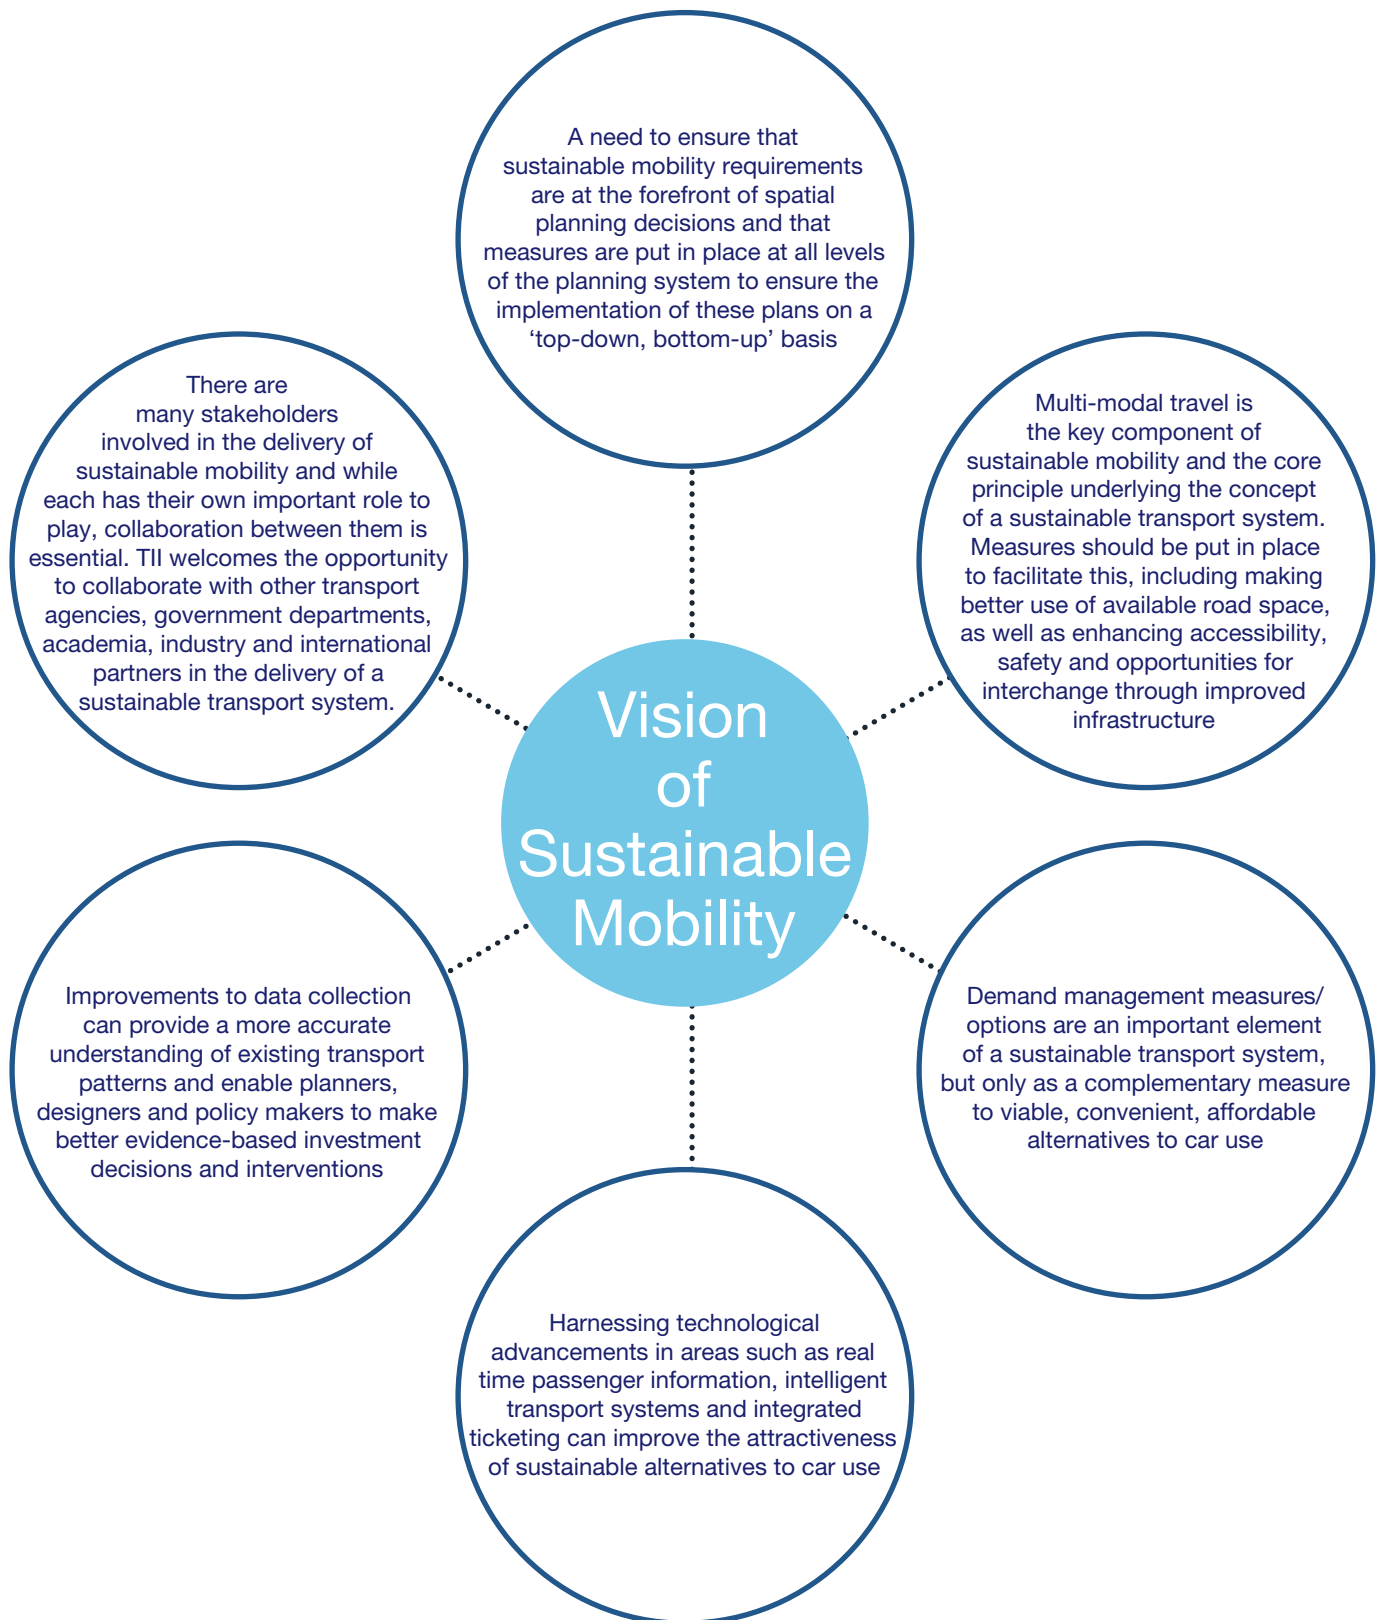 A need to ensure that
sustainable mobility requirements
are at the forefront of spatial
planning decisions and that
measures are put in place at all levels
of the planning system to ensure the
implementation of these plans on a
‘top-down, bottom-up’ basis
There are
many stakeholders
involved in the delivery of
sustainable mobility and while
each has their own important role to
play, collaboration between them is
essential. TII welcomes the opportunity
to collaborate with other transport
agencies, government departments,
academia, industry and international
partners in the delivery of a
sustainable transport system.
Multi-modal travel is
the key component of
sustainable mobility and the core
principle underlying the concept
of a sustainable transport system.
Measures should be put in place
to facilitate this, including making
better use of available road space,
as well as enhancing accessibility,
safety and opportunities for
interchange through improved
infrastructure
Vision
of
Sustainable
Mobility
Improvements to data collection
can provide a more accurate
understanding of existing transport
patterns and enable planners,
designers and policy makers to make
better evidence-based investment
decisions and interventions
Demand management measures/
options are an important element
of a sustainable transport system,
but only as a complementary measure
to viable, convenient, affordable
alternatives to car use
Harnessing technological
advancements in areas such as real
time passenger information, intelligent
transport systems and integrated
ticketing can improve the attractiveness
of sustainable alternatives to car use